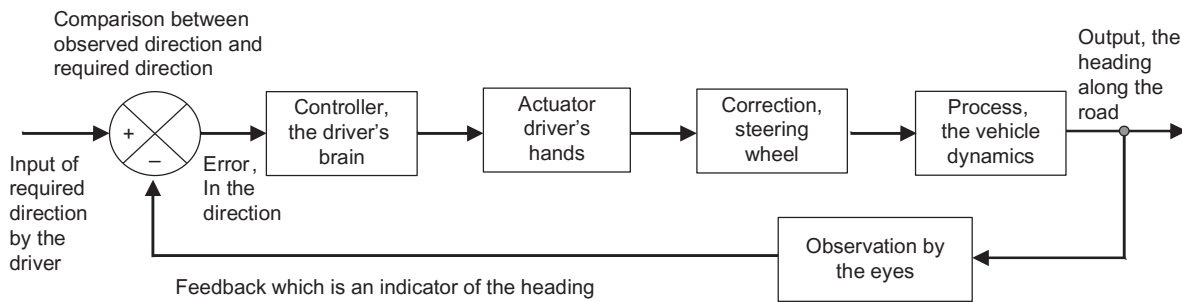 Comparison between
observed direction and
required direction
Output, the
heading
along the
road
Controller,
the driver's
brain
Actuator
driver's
hands
Correction,
steering
wheel
Process,
the vehicle
dynamics
+
−
Input of
required
direction
by the
driver
Error,
In the
direction
Observation by
the eyes
Feedback which is an indicator of the heading